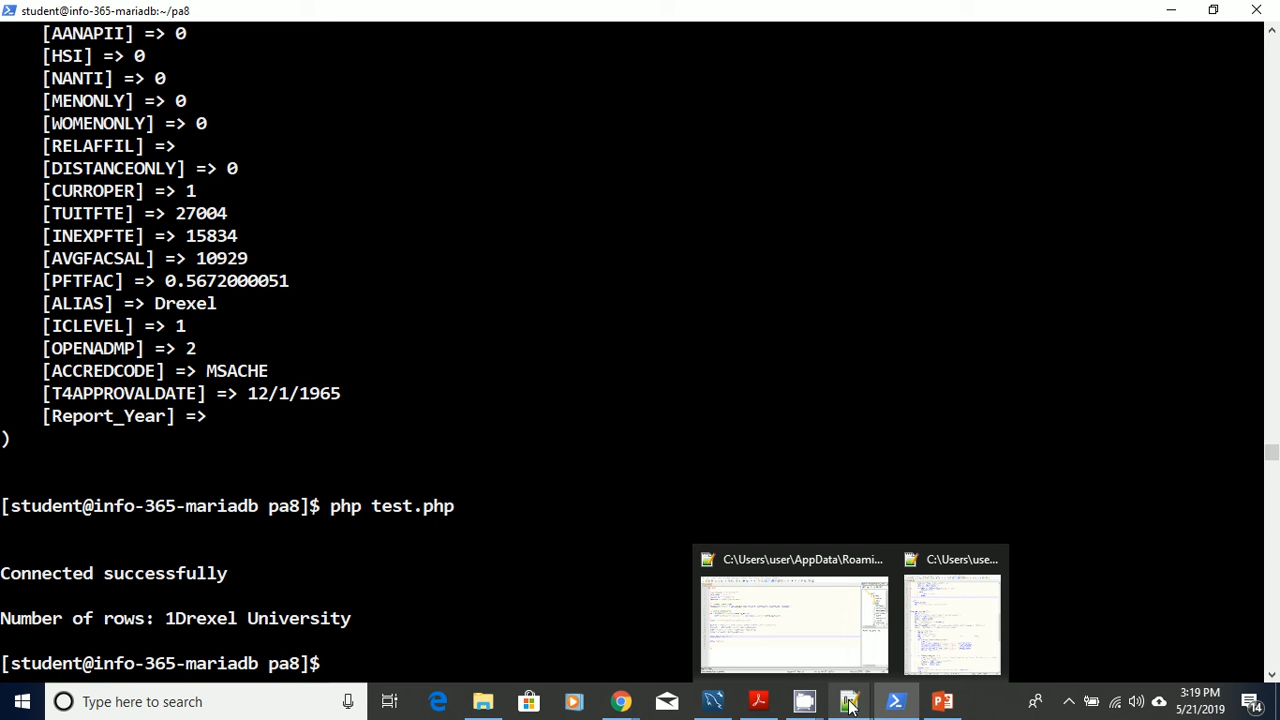 student@info-365-mariadb:~/pa8
[AANAPII] => 0
[HSI] => 0
[NANTI] => 0
[MENONLY] => 0
[WOMENONLY] => 0
[RELAFFIL] =>
[DISTANCEONLY] => 0
[CURROPER] => 1
[TUITFTE] => 27004
[INEXPFTE] => 15834
[AVGFACSAL] => 10929
[PFTFAC] => 0.5672000051
[ALIAS] => Drexel
[ICLEVEL] => 1
[OPENADMP] => 2
[ACCREDCODE] => MSACHE
[T4APPROVALDATE] => 12/1/1965
[Report_Year] =>
)
[student@info-365-mariadb pa8]$ php test.php
Connected successfully
Num of rows: 1Drexel University
[student@info-365-mariadb pa8]$
C:\Users\user\AppData\Roami...
C:\Users\use...
Type here to search
3:19 PM
5/21/2019
14